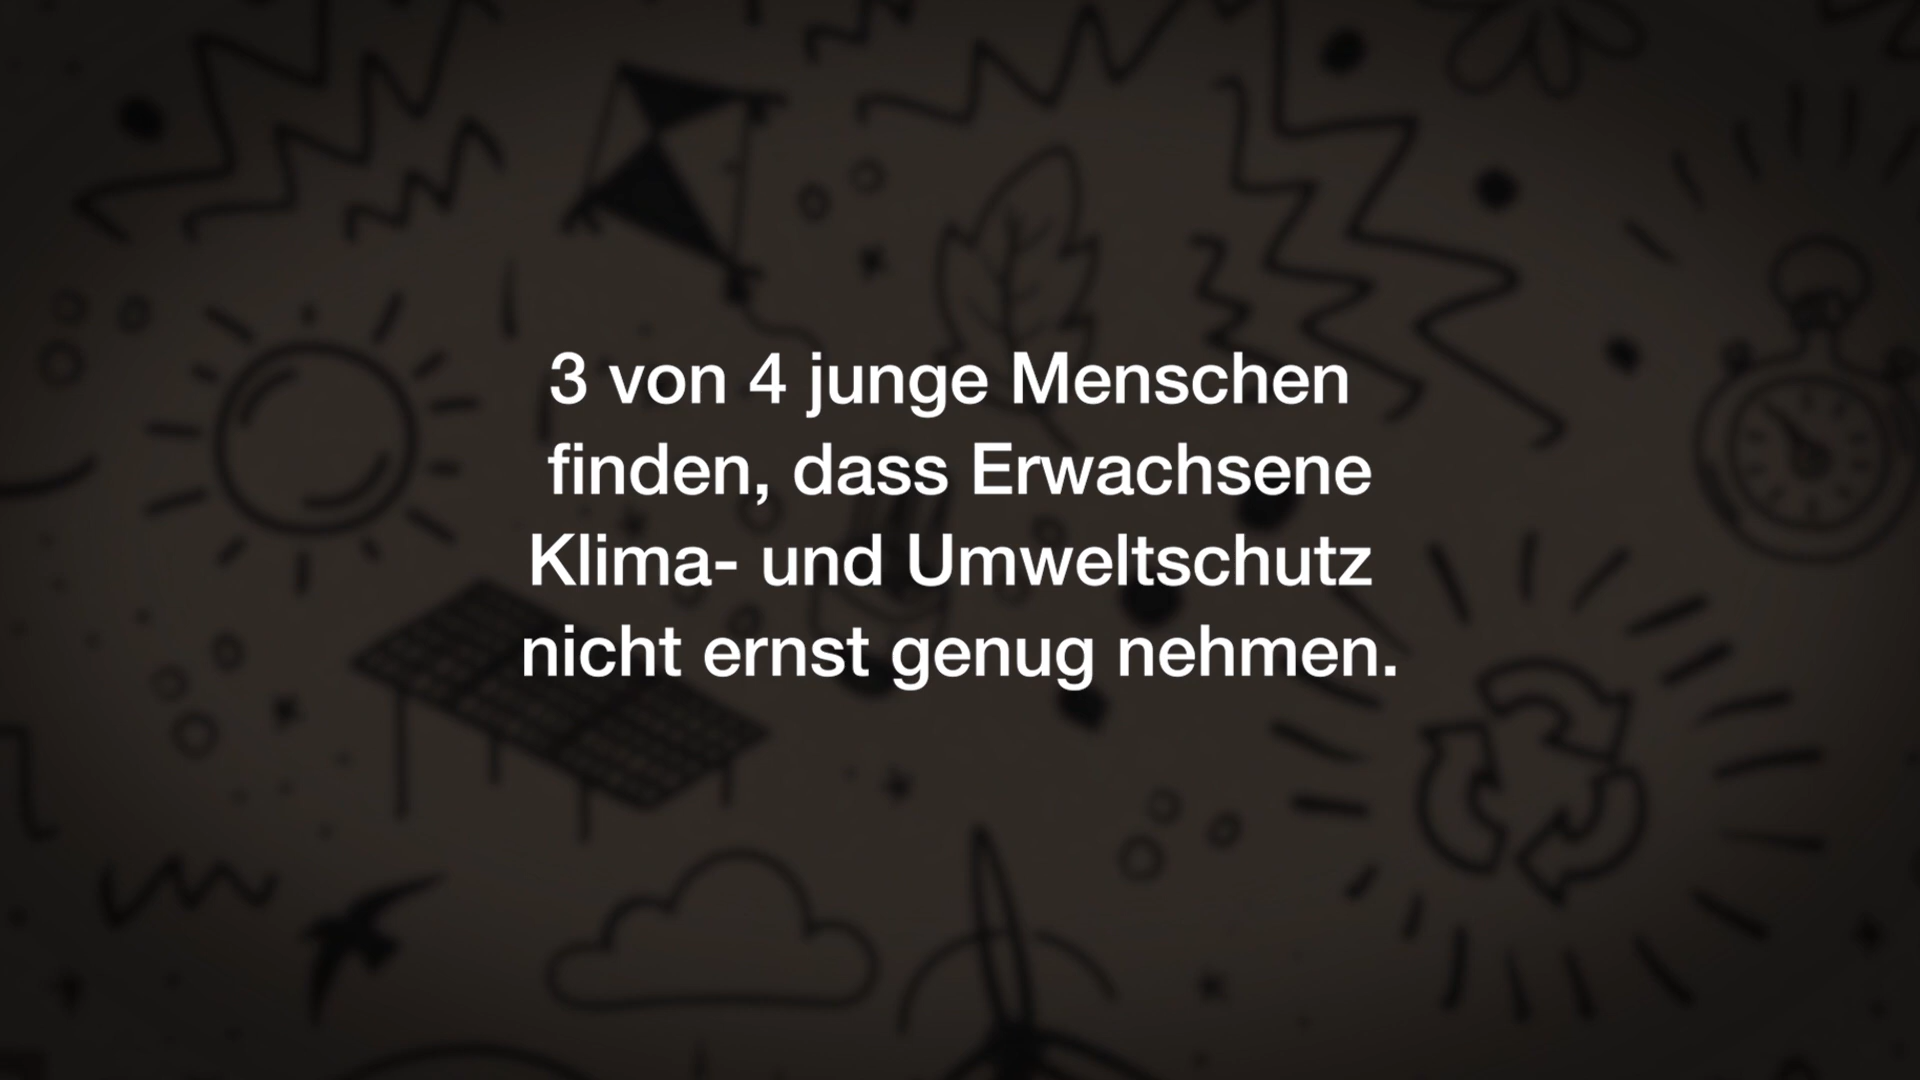 3 von 4 junge Menschen
finden, dass Erwachsene
Klima- und Umweltschutz
nicht ernst genug nehmen.